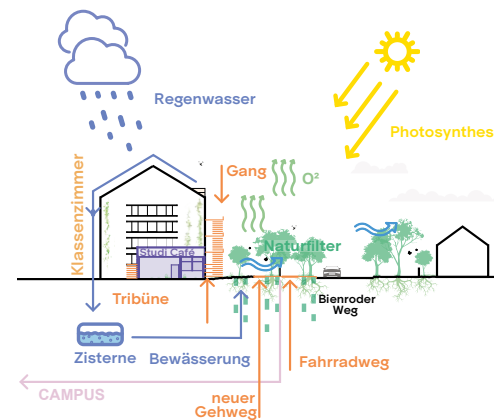 Regenwasser
Photosynthes
Klassenzimmer
Gang
O²
Naturfilter
Studi Café
Tribüne
Bienroder
Weg
Zisterne
Bewässerung
Fahrradweg
CAMPUS
neuer
Gehweg